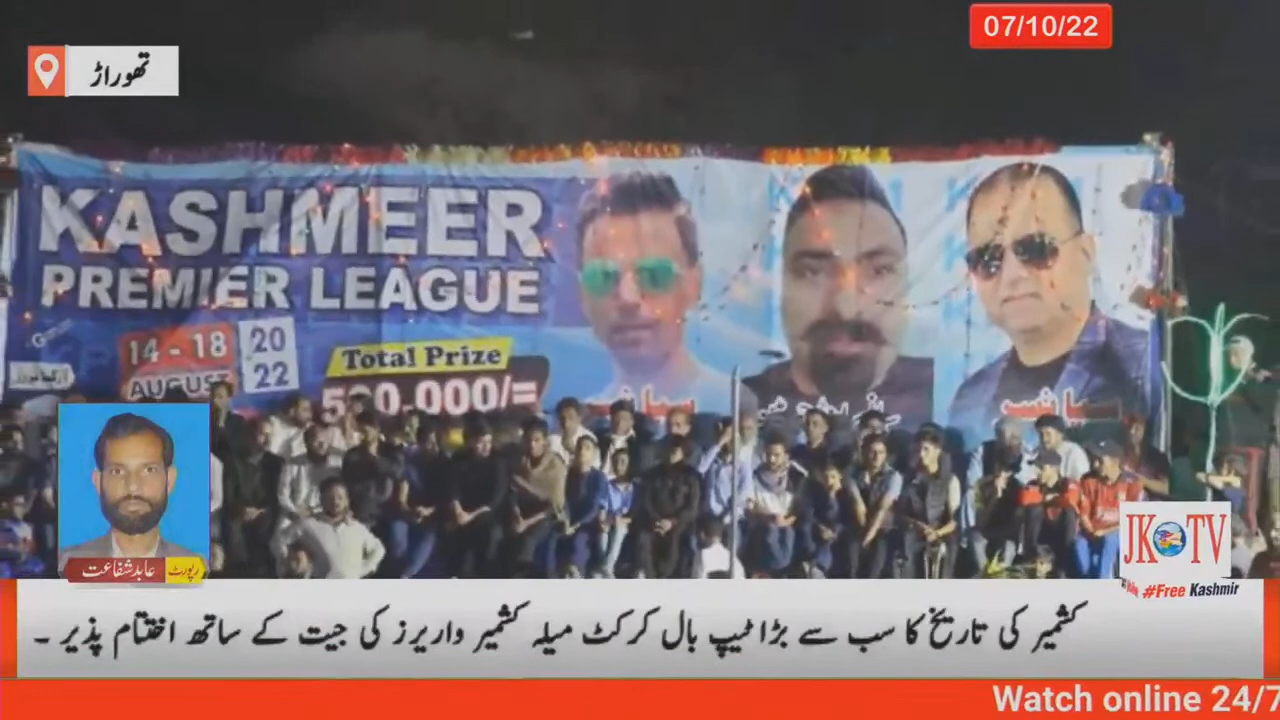 07/10/22
تھوراڑ
KASHMEER
PREMIER LEAGUE
14 - 18
AUGUST
20
22
Total Prize
500,000/=
رپورٹ
عابد شفاعت
JK TV
#Free Kashmir
کشمیر کی تاریخ کا سب سے بڑا ٹیپ بال کرکٹ میلہ کشمیر واریرز کی جیت کے ساتھ اختتام پذیر ۔
Watch online 24/7